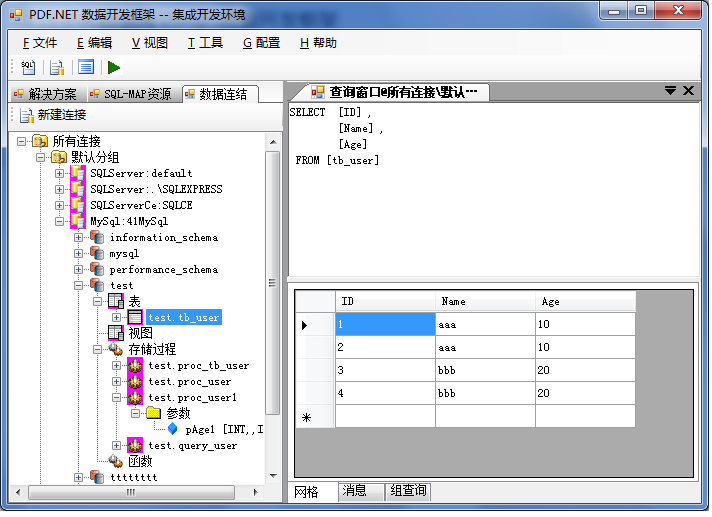 PDF.NET 数据开发框架 -- 集成开发环境
F 文件 E 编辑 V 视图 T 工具 G 配置 H 帮助
SQL
解决方案 SQL-MAP资源 数据连结
新建连接
所有连接
默认分组
SQLServer:default
SQLServer:.\SQLEXPRESS
SQLServerCe:SQLCE
MySql:41MySql
information_schema
mysql
performance_schema
test
表
test.tb_user
视图
存储过程
test.proc_tb_user
test.proc_user
test.proc_user1
参数
pAge1 [INT,,I
test.query_user
函数
tttttttt
查询窗口@所有连接\默认···
SELECT [ID] ,
[Name] ,
[Age]
FROM [tb_user]
ID Name Age
1 aaa 10
2 aaa 10
3 bbb 20
4 bbb 20
网格 消息 组查询